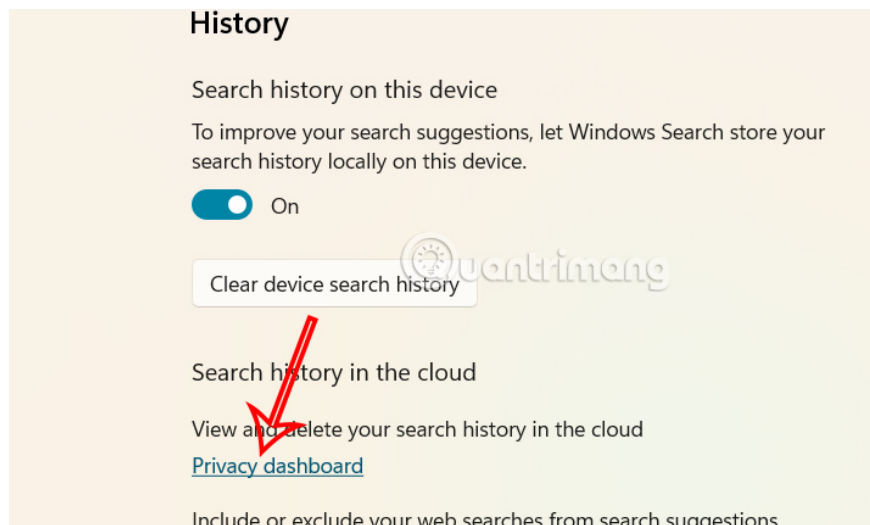 History
Search history on this device
To improve your search suggestions, let Windows Search store your
search history locally on this device.
On
Quantrimang
Clear device search history
Search history in the cloud
View and delete your search history in the cloud
Privacy dashboard
Include or exclude your web searches from search suggestions